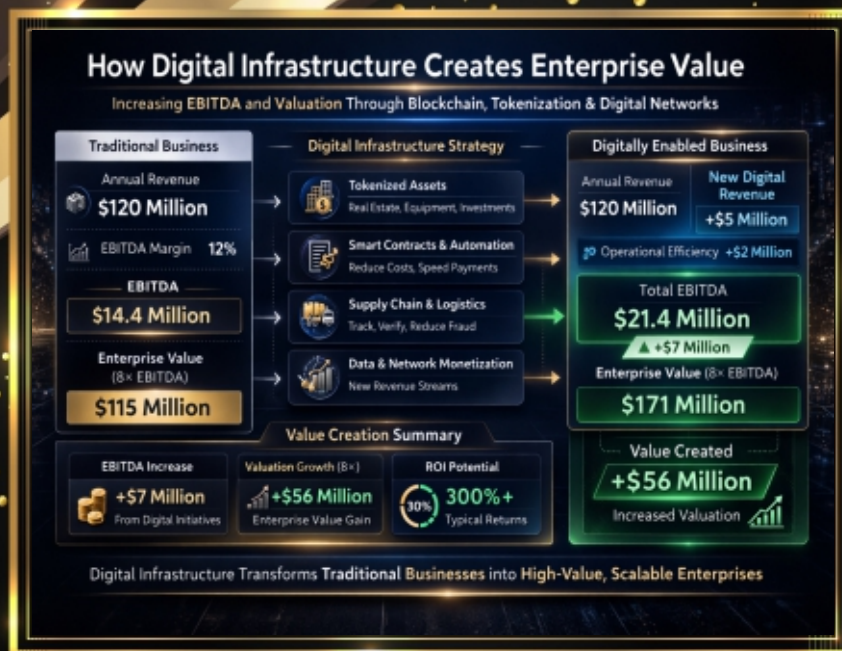 How Digital Infrastructure Creates Enterprise Value
Increasing EBITDA and Valuation Through Blockchain, Tokenization & Digital Networks
Traditional Business
Annual Revenue
$120 Million
EBITDA Margin 12%
EBITDA
$14.4 Million
Enterprise Value
(8× EBITDA)
$115 Million
Digital Infrastructure Strategy
Tokenized Assets
Real Estate, Equipment, Investments
Smart Contracts & Automation
Reduce Costs, Speed Payments
Supply Chain & Logistics
Track, Verify, Reduce Fraud
Data & Network Monetization
New Revenue Streams
Digitally Enabled Business
Annual Revenue
$120 Million
New Digital
Revenue
+$5 Million
Operational Efficiency +$2 Million
Total EBITDA
$21.4 Million
▲ +$7 Million
Enterprise Value (8× EBITDA)
$171 Million
Value Created
+$56 Million
Increased Valuation
Value Creation Summary
EBITDA Increase
+$7 Million
From Digital Initiatives
Valuation Growth (8×)
+$56 Million
Enterprise Value Gain
ROI Potential
30%
300%+
Typical Returns
Digital Infrastructure Transforms Traditional Businesses into High-Value, Scalable Enterprises